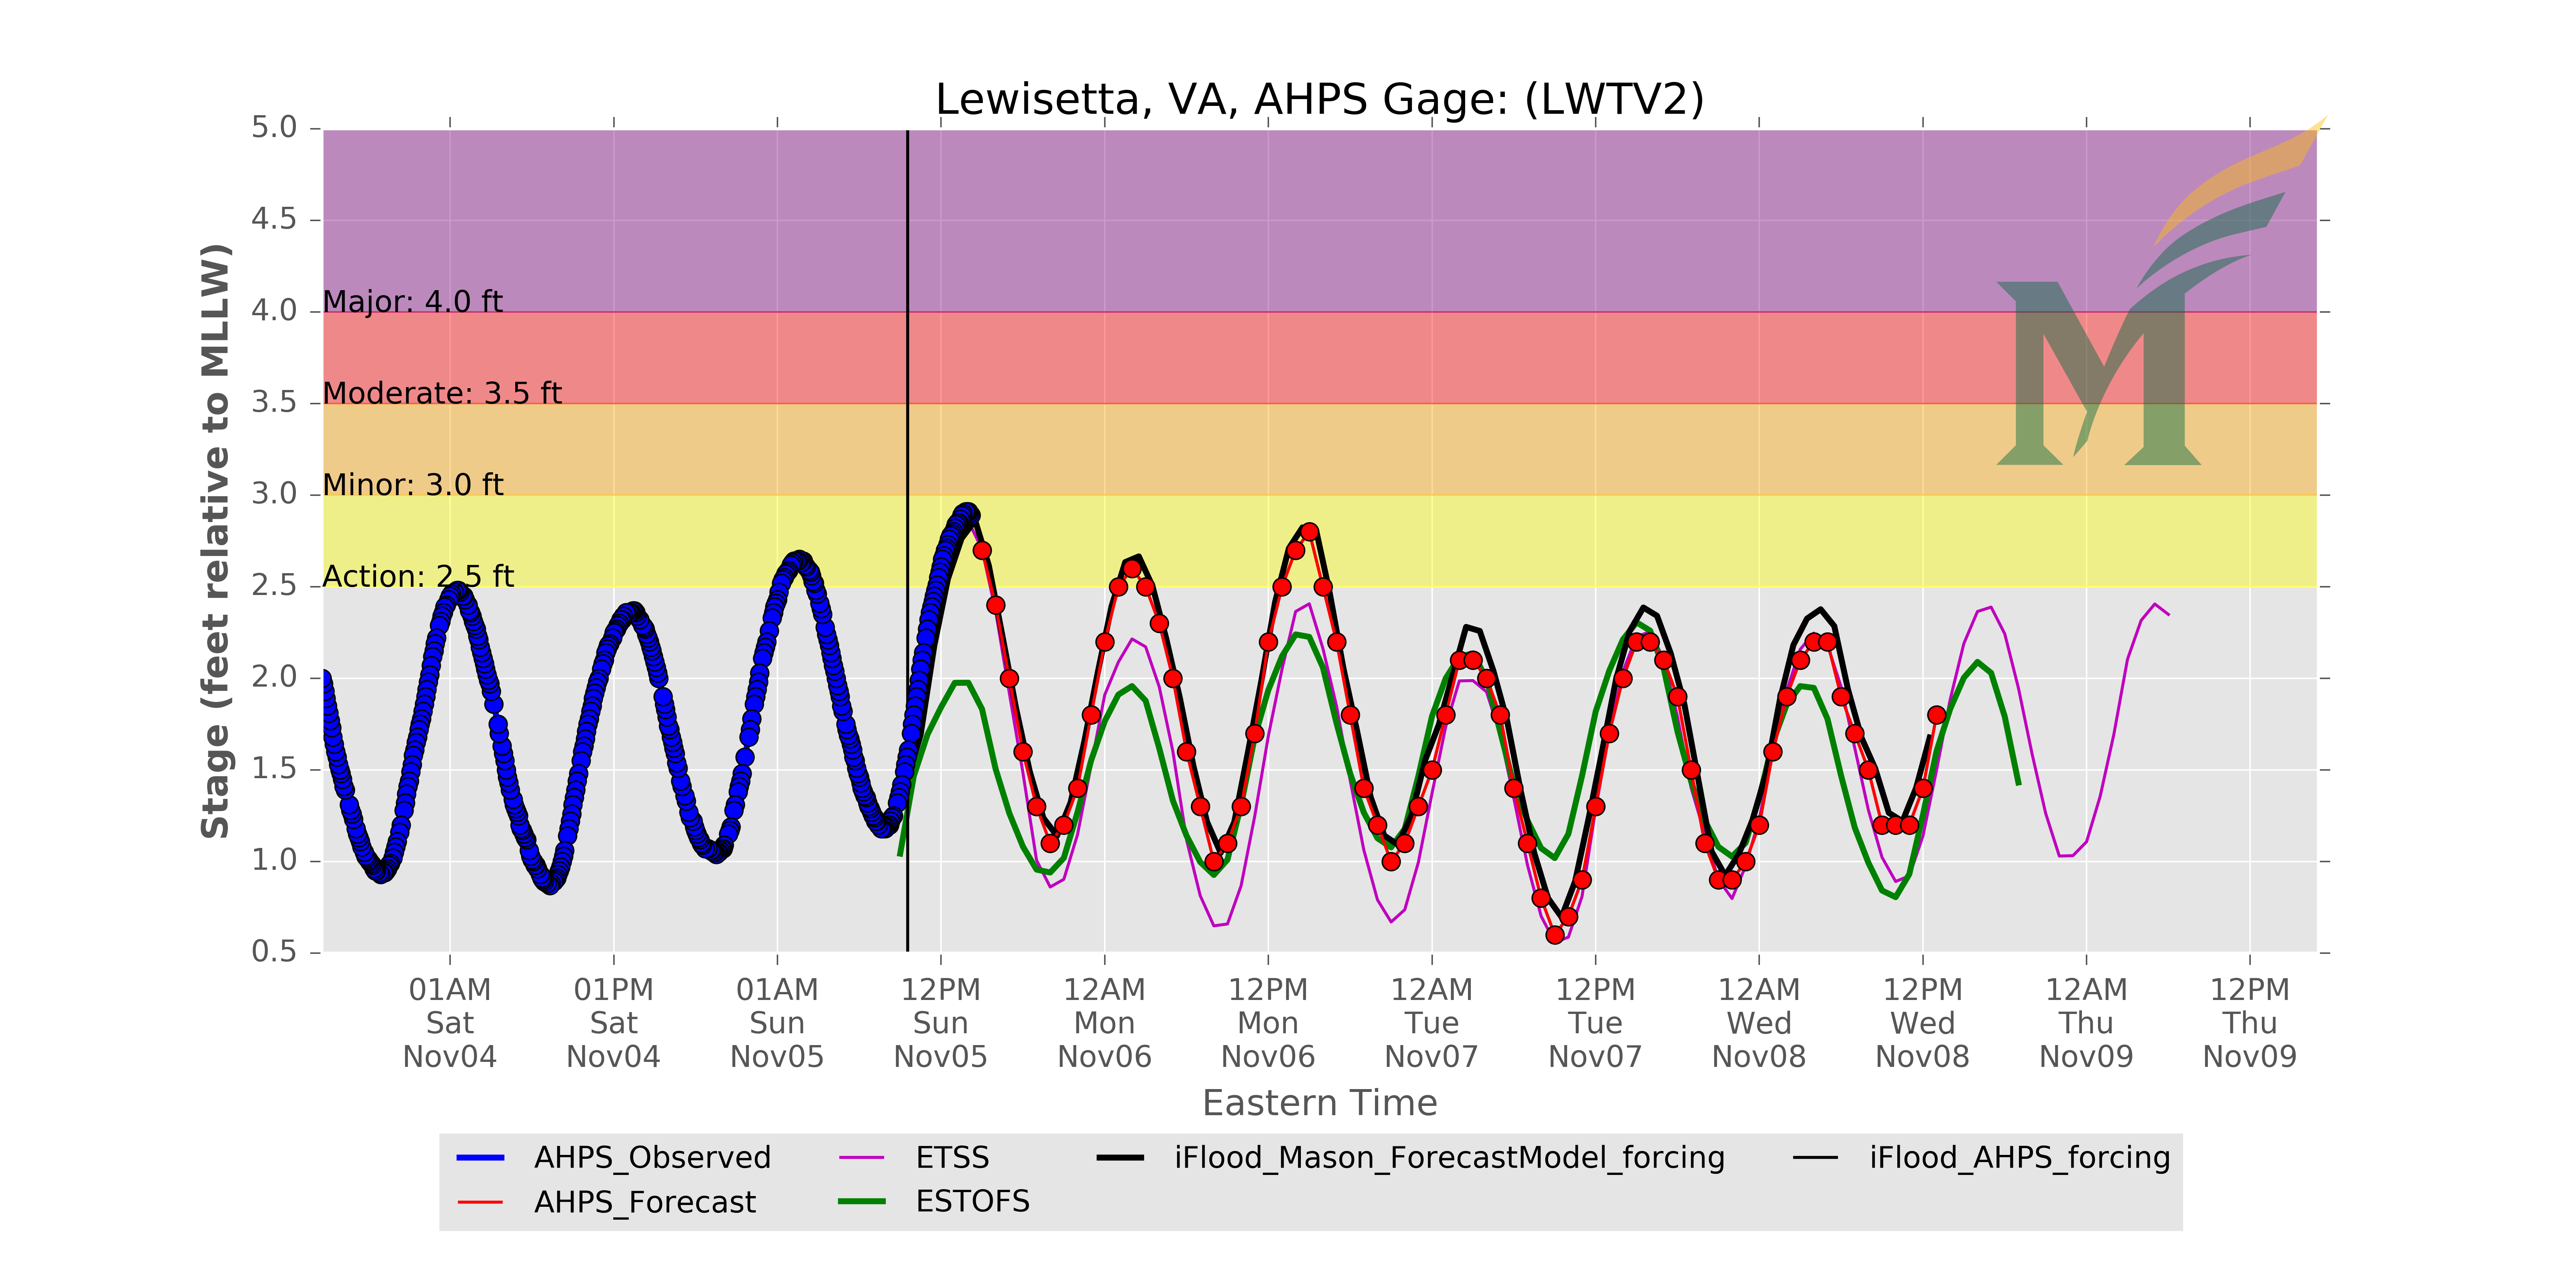 Lewisetta, VA, AHPS Gage: (LWTV2)
Stage (feet relative to MLLW)
5.0
4.5
4.0
3.5
3.0
2.5
2.0
1.5
1.0
0.5
Major: 4.0 ft
Moderate: 3.5 ft
Minor: 3.0 ft
Action: 2.5 ft
M
01AM Sat Nov04
01PM Sat Nov04
01AM Sun Nov05
12PM Sun Nov05
12AM Mon Nov06
12PM Mon Nov06
12AM Tue Nov07
12PM Tue Nov07
12AM Wed Nov08
12PM Wed Nov08
12AM Thu Nov09
12PM Thu Nov09
Eastern Time
AHPS_Observed
AHPS_Forecast
ETSS
ESTOFS
iFlood_Mason_ForecastModel_forcing
iFlood_AHPS_forcing